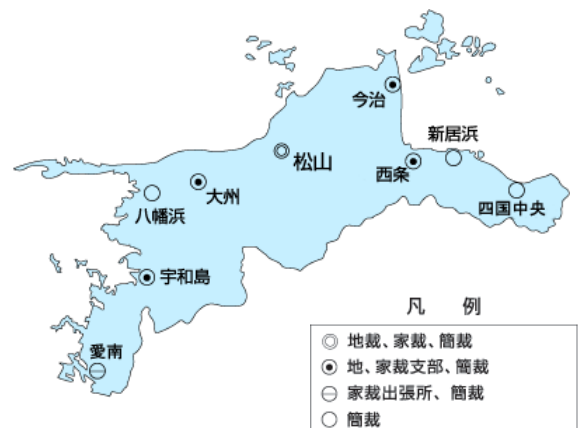 今治
新居浜
松山
西条
大州
八幡浜
四国中央
宇和島
愛南
凡 例
◎ 地裁、家裁、簡裁
地、家裁支部、簡裁
家裁出張所、簡裁
○ 簡裁